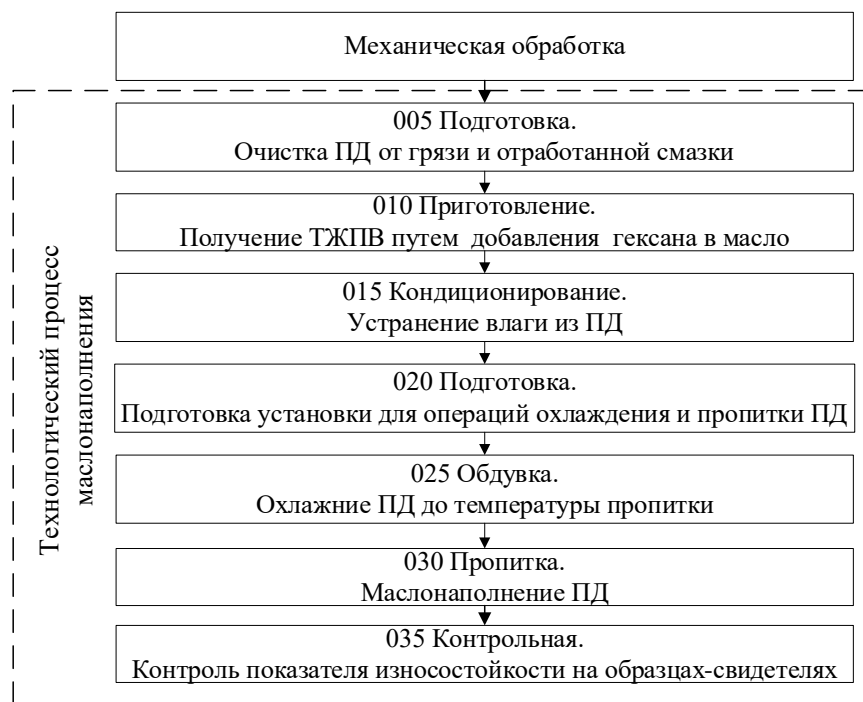 Механическая обработка
005 Подготовка.
Очистка ПД от грязи и отработанной смазки
010 Приготовление.
Получение ТЖПВ путем добавления гексана в масло
015 Кондиционирование.
Устранение влаги из ПД
020 Подготовка.
Подготовка установки для операций охлаждения и пропитки ПД
025 Обдувка.
Охлажние ПД до температуры пропитки
030 Пропитка.
Маслонаполнение ПД
035 Контрольная.
Контроль показателя износостойкости на образцах-свидетелях
Технологический процесс
маслонаполнения